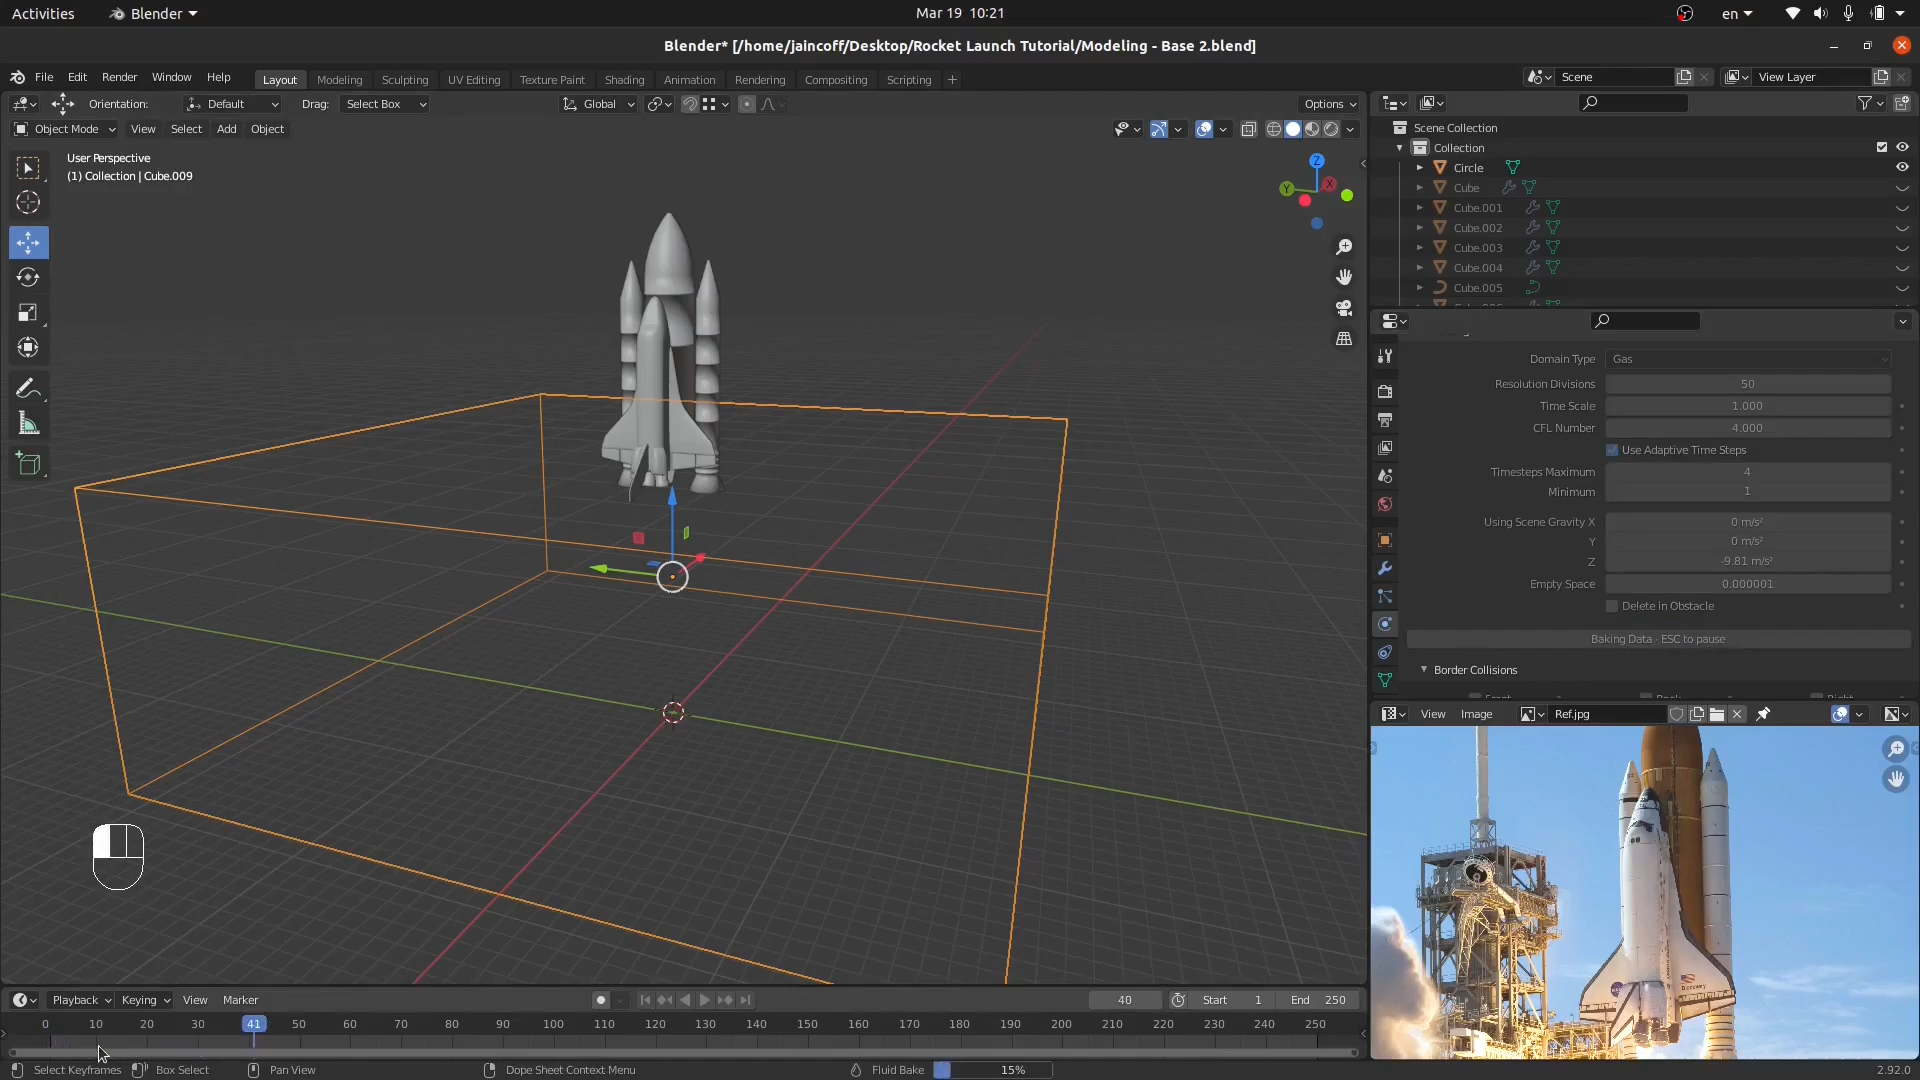 Activities
Blender
Mar 19 10:21
en
Blender* [/home/jaincoff/Desktop/Rocket Launch Tutorial/Modeling - Base 2.blend]
File Edit Render Window Help
Layout Modeling Sculpting UV Editing Texture Paint Shading Animation Rendering Compositing Scripting +
Scene
View Layer
Orientation: Default Drag: Select Box
Global
Options
Object Mode View Select Add Object
User Perspective
(1) Collection | Cube.009
Z
Y
X
Scene Collection
Collection
Circle
Cube
Cube.001
Cube.002
Cube.003
Cube.004
Cube.005
Domain Type Gas
Resolution Divisions 50
Time Scale 1.000
CFL Number 4.000
Use Adaptive Time Steps
Timesteps Maximum 4
Minimum 1
Using Scene Gravity X 0 m/s²
Y 0 m/s²
Z -9.81 m/s²
Empty Space 0.000001
Delete in Obstacle
Baking Data - ESC to pause
Border Collisions
View Image Ref.jpg
Playback Keying View Marker
40
Start 1 End 250
0 10 20 30 41 50 60 70 80 90 100 110 120 130 140 150 160 170 180 190 200 210 220 230 240 250
Select Keyframes Box Select Pan View Dope Sheet Context Menu Fluid Bake 15% 2.92.0